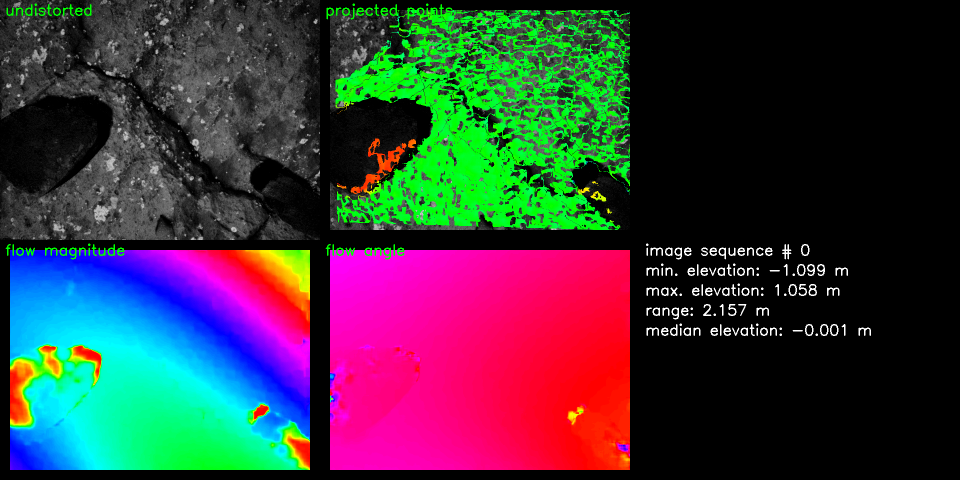 undistorted
projected points
flow magnitude
flow angle
image sequence # 0
min. elevation: −1.099 m
max. elevation: 1.058 m
range: 2.157 m
median elevation: −0.001 m